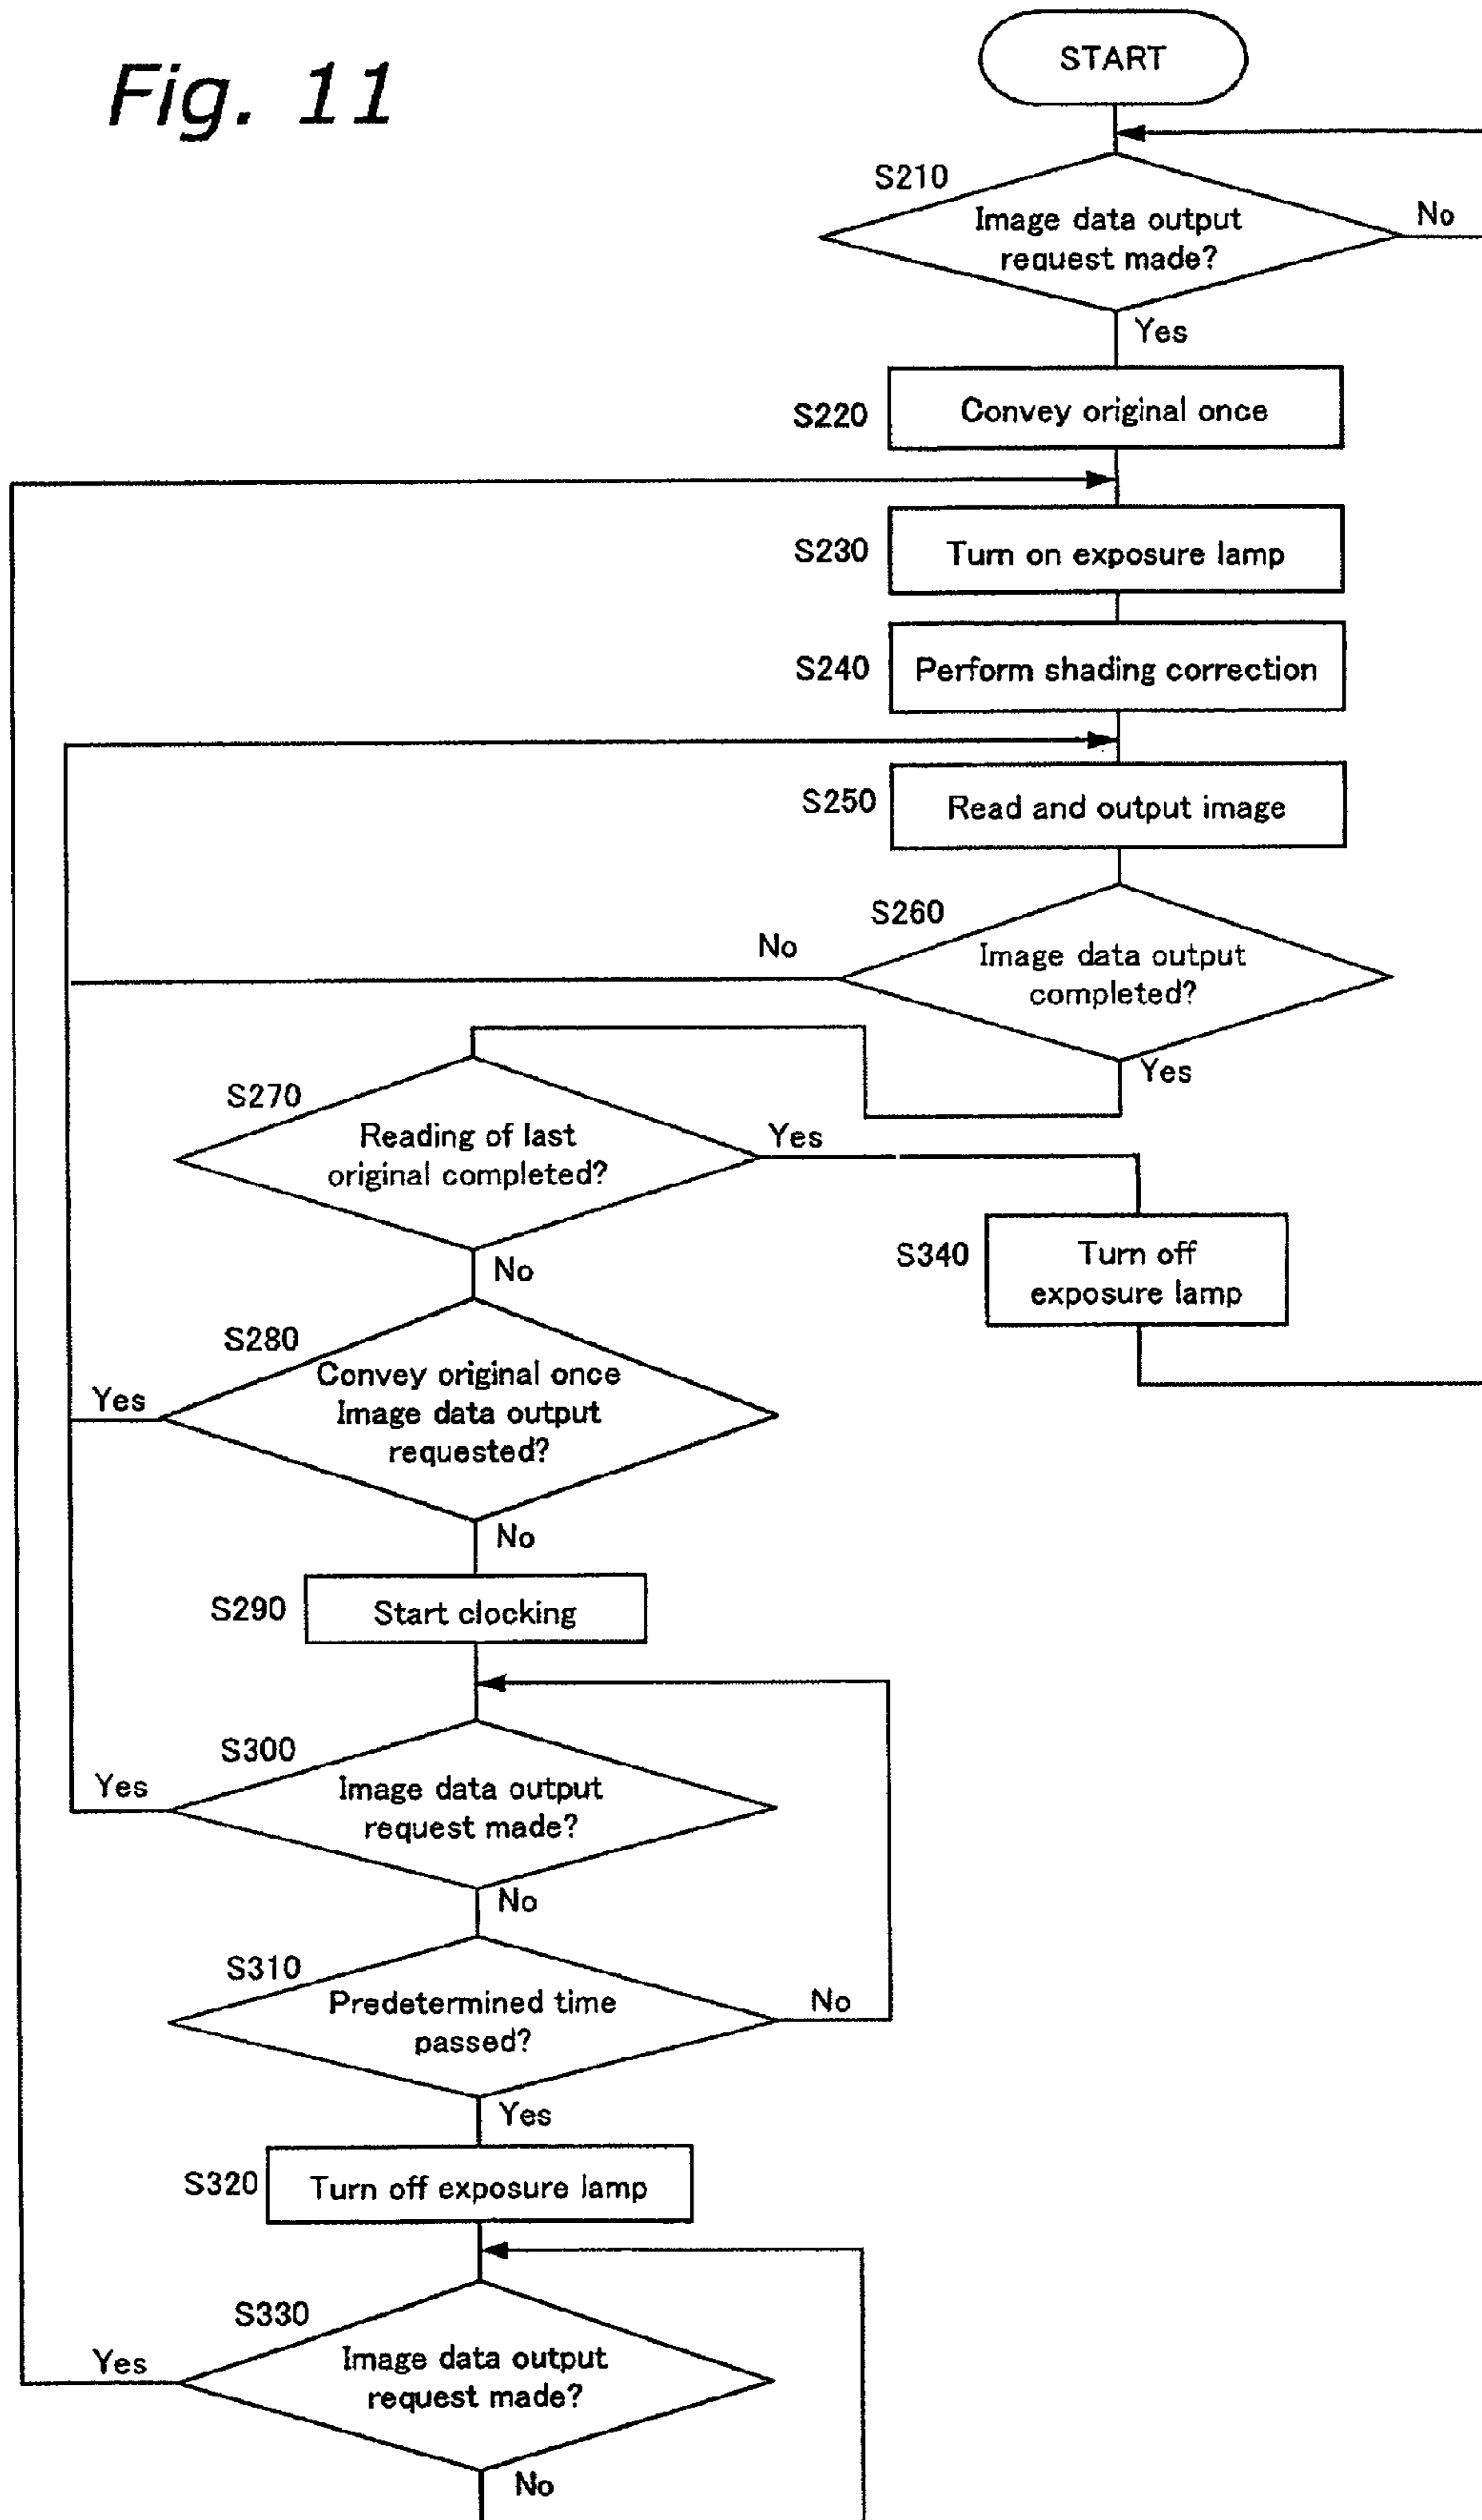 Fig. 11
START
S210
Image data output
request made?
No
Yes
S220
Convey original once
S230
Turn on exposure lamp
S240
Perform shading correction
S250
Read and output image
S260
Image data output
completed?
No
Yes
S270
Reading of last
original completed?
Yes
No
S340
Turn off
exposure lamp
S280
Convey original once
Image data output
requested?
Yes
No
S290
Start clocking
S300
Image data output
request made?
Yes
No
S310
Predetermined time
passed?
No
Yes
S320
Turn off exposure lamp
S330
Image data output
request made?
Yes
No